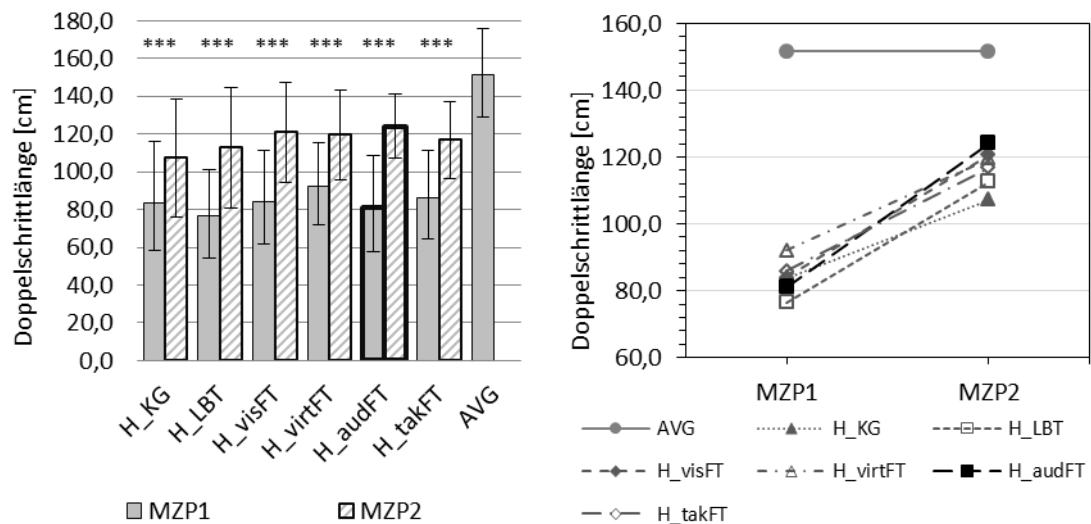 Doppelschrittlänge [cm]
180,0
160,0
140,0
120,0
100,0
80,0
60,0
40,0
20,0
0,0
*** *** *** *** *** ***
H_KG H_LBT H_visFT H_virtFT H_audFT H_takFT AVG
MZP1 MZP2
Doppelschrittlänge [cm]
160,0
140,0
120,0
100,0
80,0
60,0
MZP1 MZP2
AVG H_KG H_LBT
H_visFT H_virtFT H_audFT
H_takFT